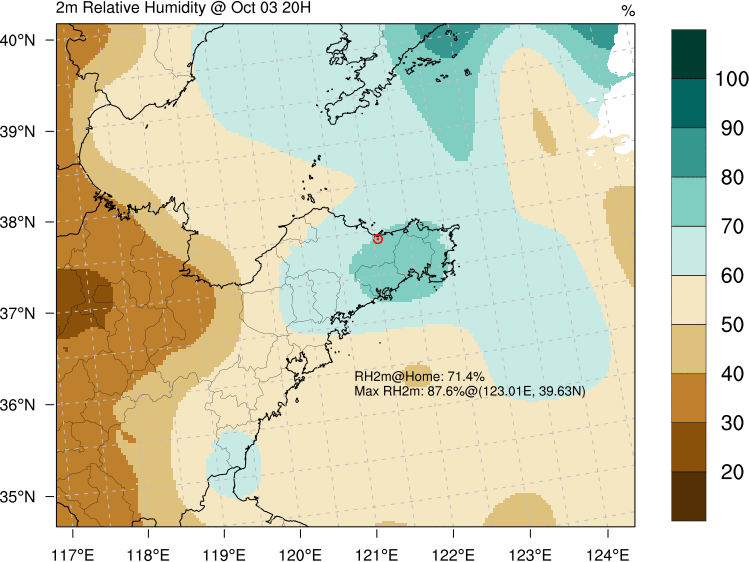 2m Relative Humidity @ Oct 03 20H
%
40°N
39°N
38°N
37°N
36°N
35°N
117°E
118°E
119°E
120°E
121°E
122°E
123°E
124°E
RH2m@Home: 71.4%
Max RH2m: 87.6%@(123.01E, 39.63N)
100
90
80
70
60
50
40
30
20